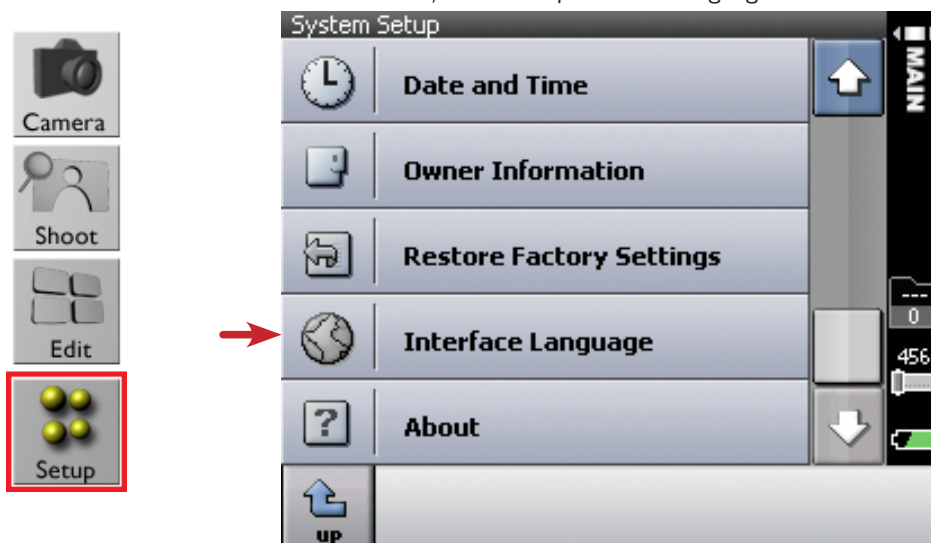 System Setup
Camera
Shoot
Edit
Setup
Date and Time
Owner Information
Restore Factory Settings
Interface Language
? About
UP
MAIN
---
0
456